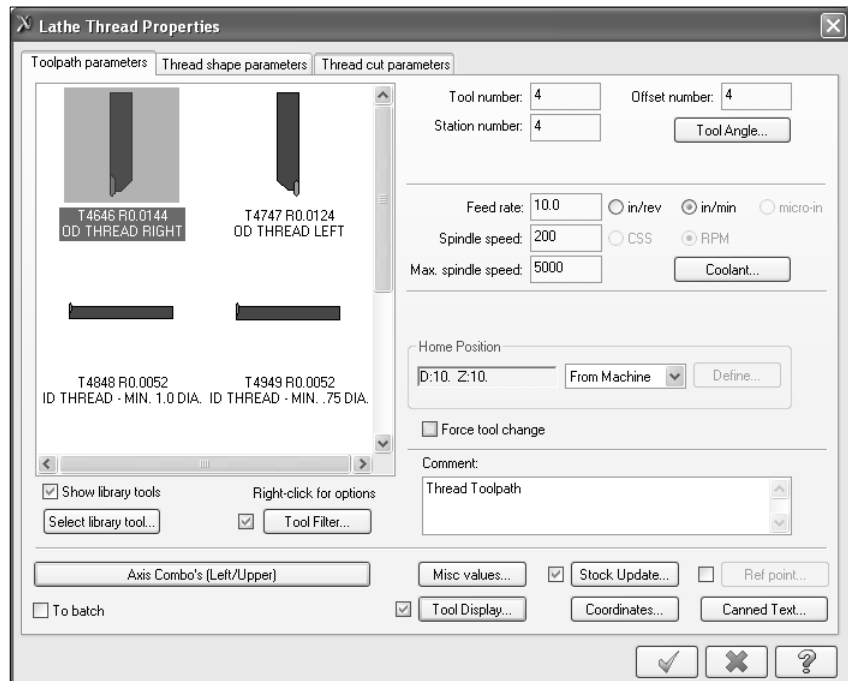 Lathe Thread Properties
Toolpath parameters Thread shape parameters Thread cut parameters
T4646 R0.0144
OD THREAD RIGHT
T4747 R0.0124
OD THREAD LEFT
T4848 R0.0052
ID THREAD - MIN. 1.0 DIA.
T4949 R0.0052
ID THREAD - MIN. .75 DIA.
Show library tools
Right-click for options
Select library tool...
Tool Filter...
Tool number: 4
Offset number: 4
Station number: 4
Tool Angle...
Feed rate: 10.0 in/rev in/min micro-in
Spindle speed: 200 CSS RPM
Max. spindle speed: 5000
Coolant...
Home Position
D:10. Z:10.
From Machine
Define...
Force tool change
Comment:
Thread Toolpath
Axis Combo's (Left/Upper)
Misc values...
Stock Update...
Ref point...
To batch
Tool Display...
Coordinates...
Canned Text...